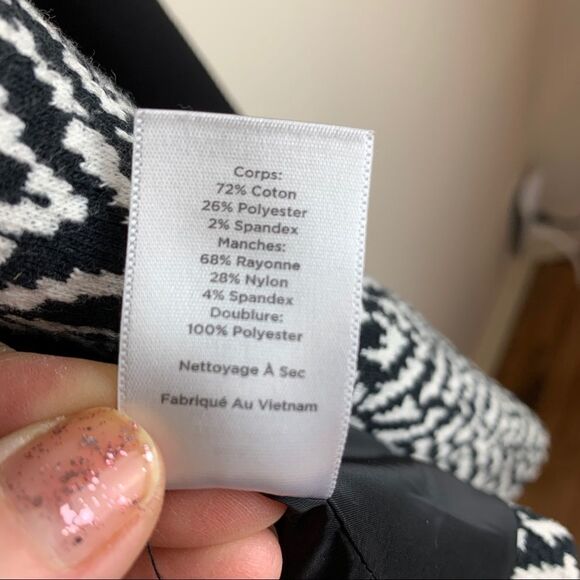 Corps:
72% Coton
26% Polyester
2% Spandex
Manches:
68% Rayonne
28% Nylon
4% Spandex
Doublure:
100% Polyester
Nettoyage À Sec
Fabriqué Au Vietnam